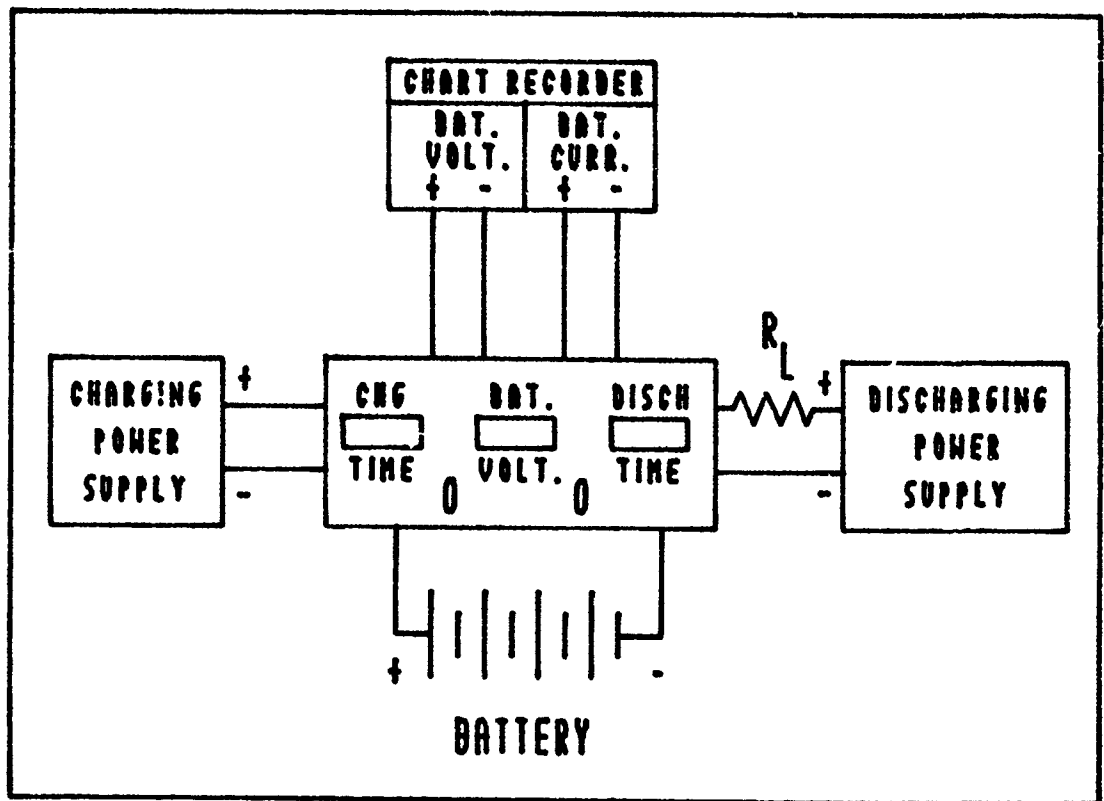 CHART RECORDER
BAT. VOLT.
+ -
BAT. CURR.
+ -
CHARGING
POWER
SUPPLY
+
-
CHG
TIME
BAT.
VOLT.
DISCH
TIME
0 0
R_L
+
-
DISCHARGING
POWER
SUPPLY
+ -
BATTERY